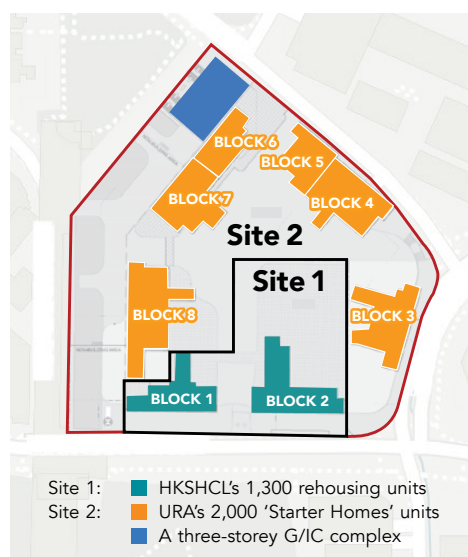 BLOCK 6
BLOCK 5
BLOCK 7
BLOCK 4
Site 2
Site 1
BLOCK 8
BLOCK 3
BLOCK 1
BLOCK 2
Site 1: HKSHCL's 1,300 rehousing units
Site 2: URA's 2,000 'Starter Homes' units
A three-storey G/IC complex